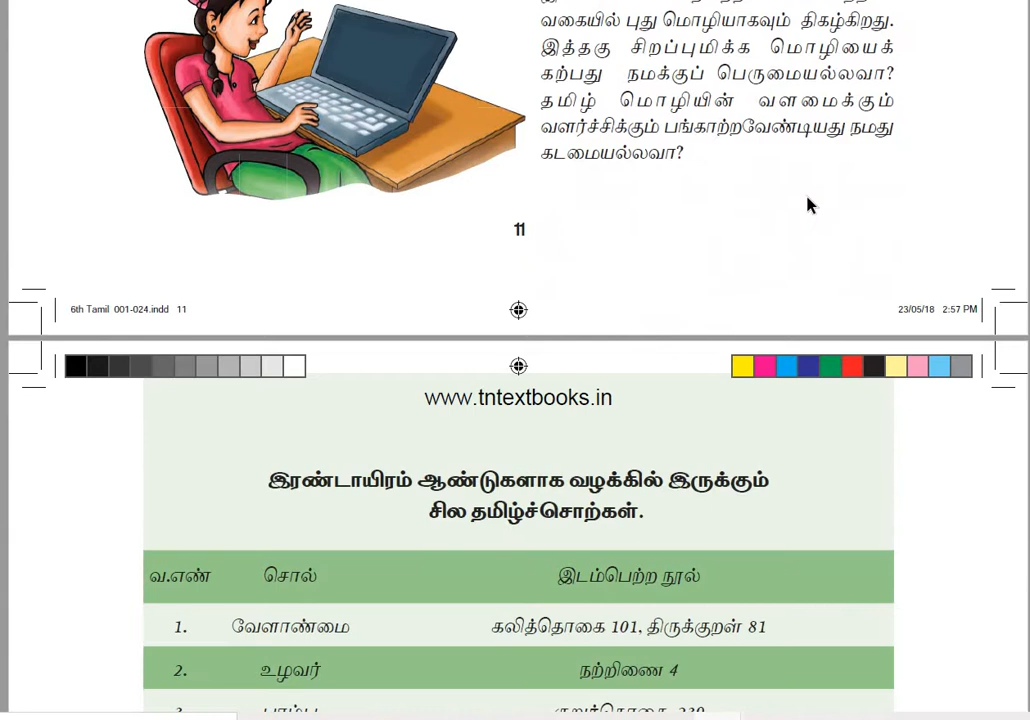 வகையில் புது மொழியாகவும் திகழ்கிறது.
இத்தகு சிறப்புமிக்க மொழியைக்
கற்பது நமக்குப் பெருமையல்லவா?
தமிழ் மொழியின் வளமைக்கும்
வளர்ச்சிக்கும் பங்காற்றவேண்டியது நமது
கடமையல்லவா?
11
6th Tamil 001-024.indd 11
23/05/18 2:57 PM
www.tntextbooks.in
இரண்டாயிரம் ஆண்டுகளாக வழக்கில் இருக்கும்
சில தமிழ்ச்சொற்கள்.
வ.எண் சொல் இடம்பெற்ற நூல்
1. வேளாண்மை கலித்தொகை 101, திருக்குறள் 81
2. உழவர் நற்றிணை 4